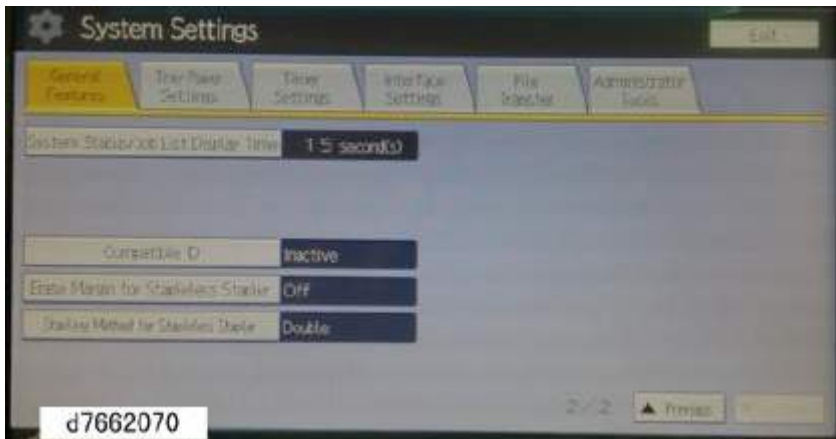 System Settings
Exit
General Features
Tray Paper Settings
Timer Settings
Interface Settings
File Transfer
Administrator Tools
System Status/Job List Display Time
15 second(s)
Compatible ID
Inactive
Erase Margin for Stapleless Stapler
Off
Stapling Method for Stapleless Stapler
Double
2/2
▲ Previous
d7662070